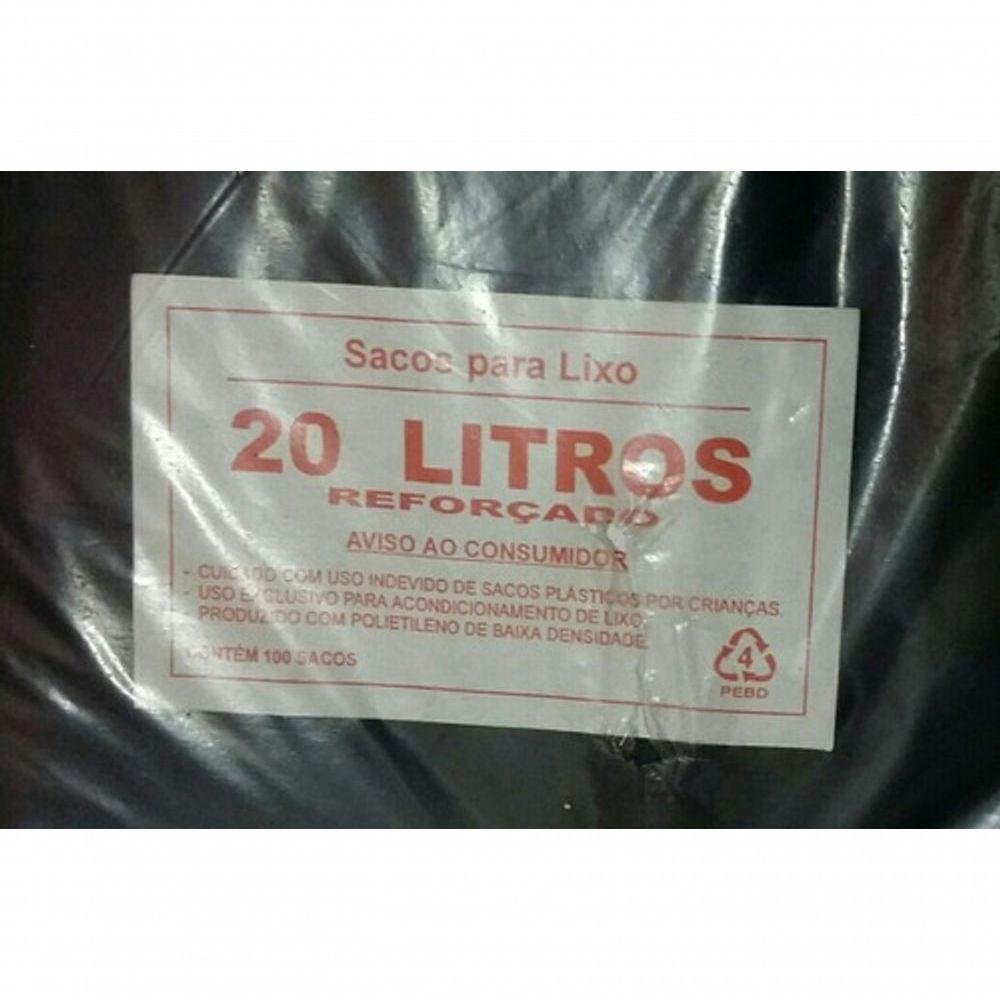 Sacos para Lixo
20 LITROS
REFORÇADO
AVISO AO CONSUMIDOR
- CUIDADO COM USO INDEVIDO DE SACOS PLÁSTICOS POR CRIANÇAS
- USO EXCLUSIVO PARA ACONDICIONAMENTO DE LIXO.
PRODUZIDO COM POLIETILENO DE BAIXA DENSIDADE
CONTÉM 100 SACOS
4
PEBD